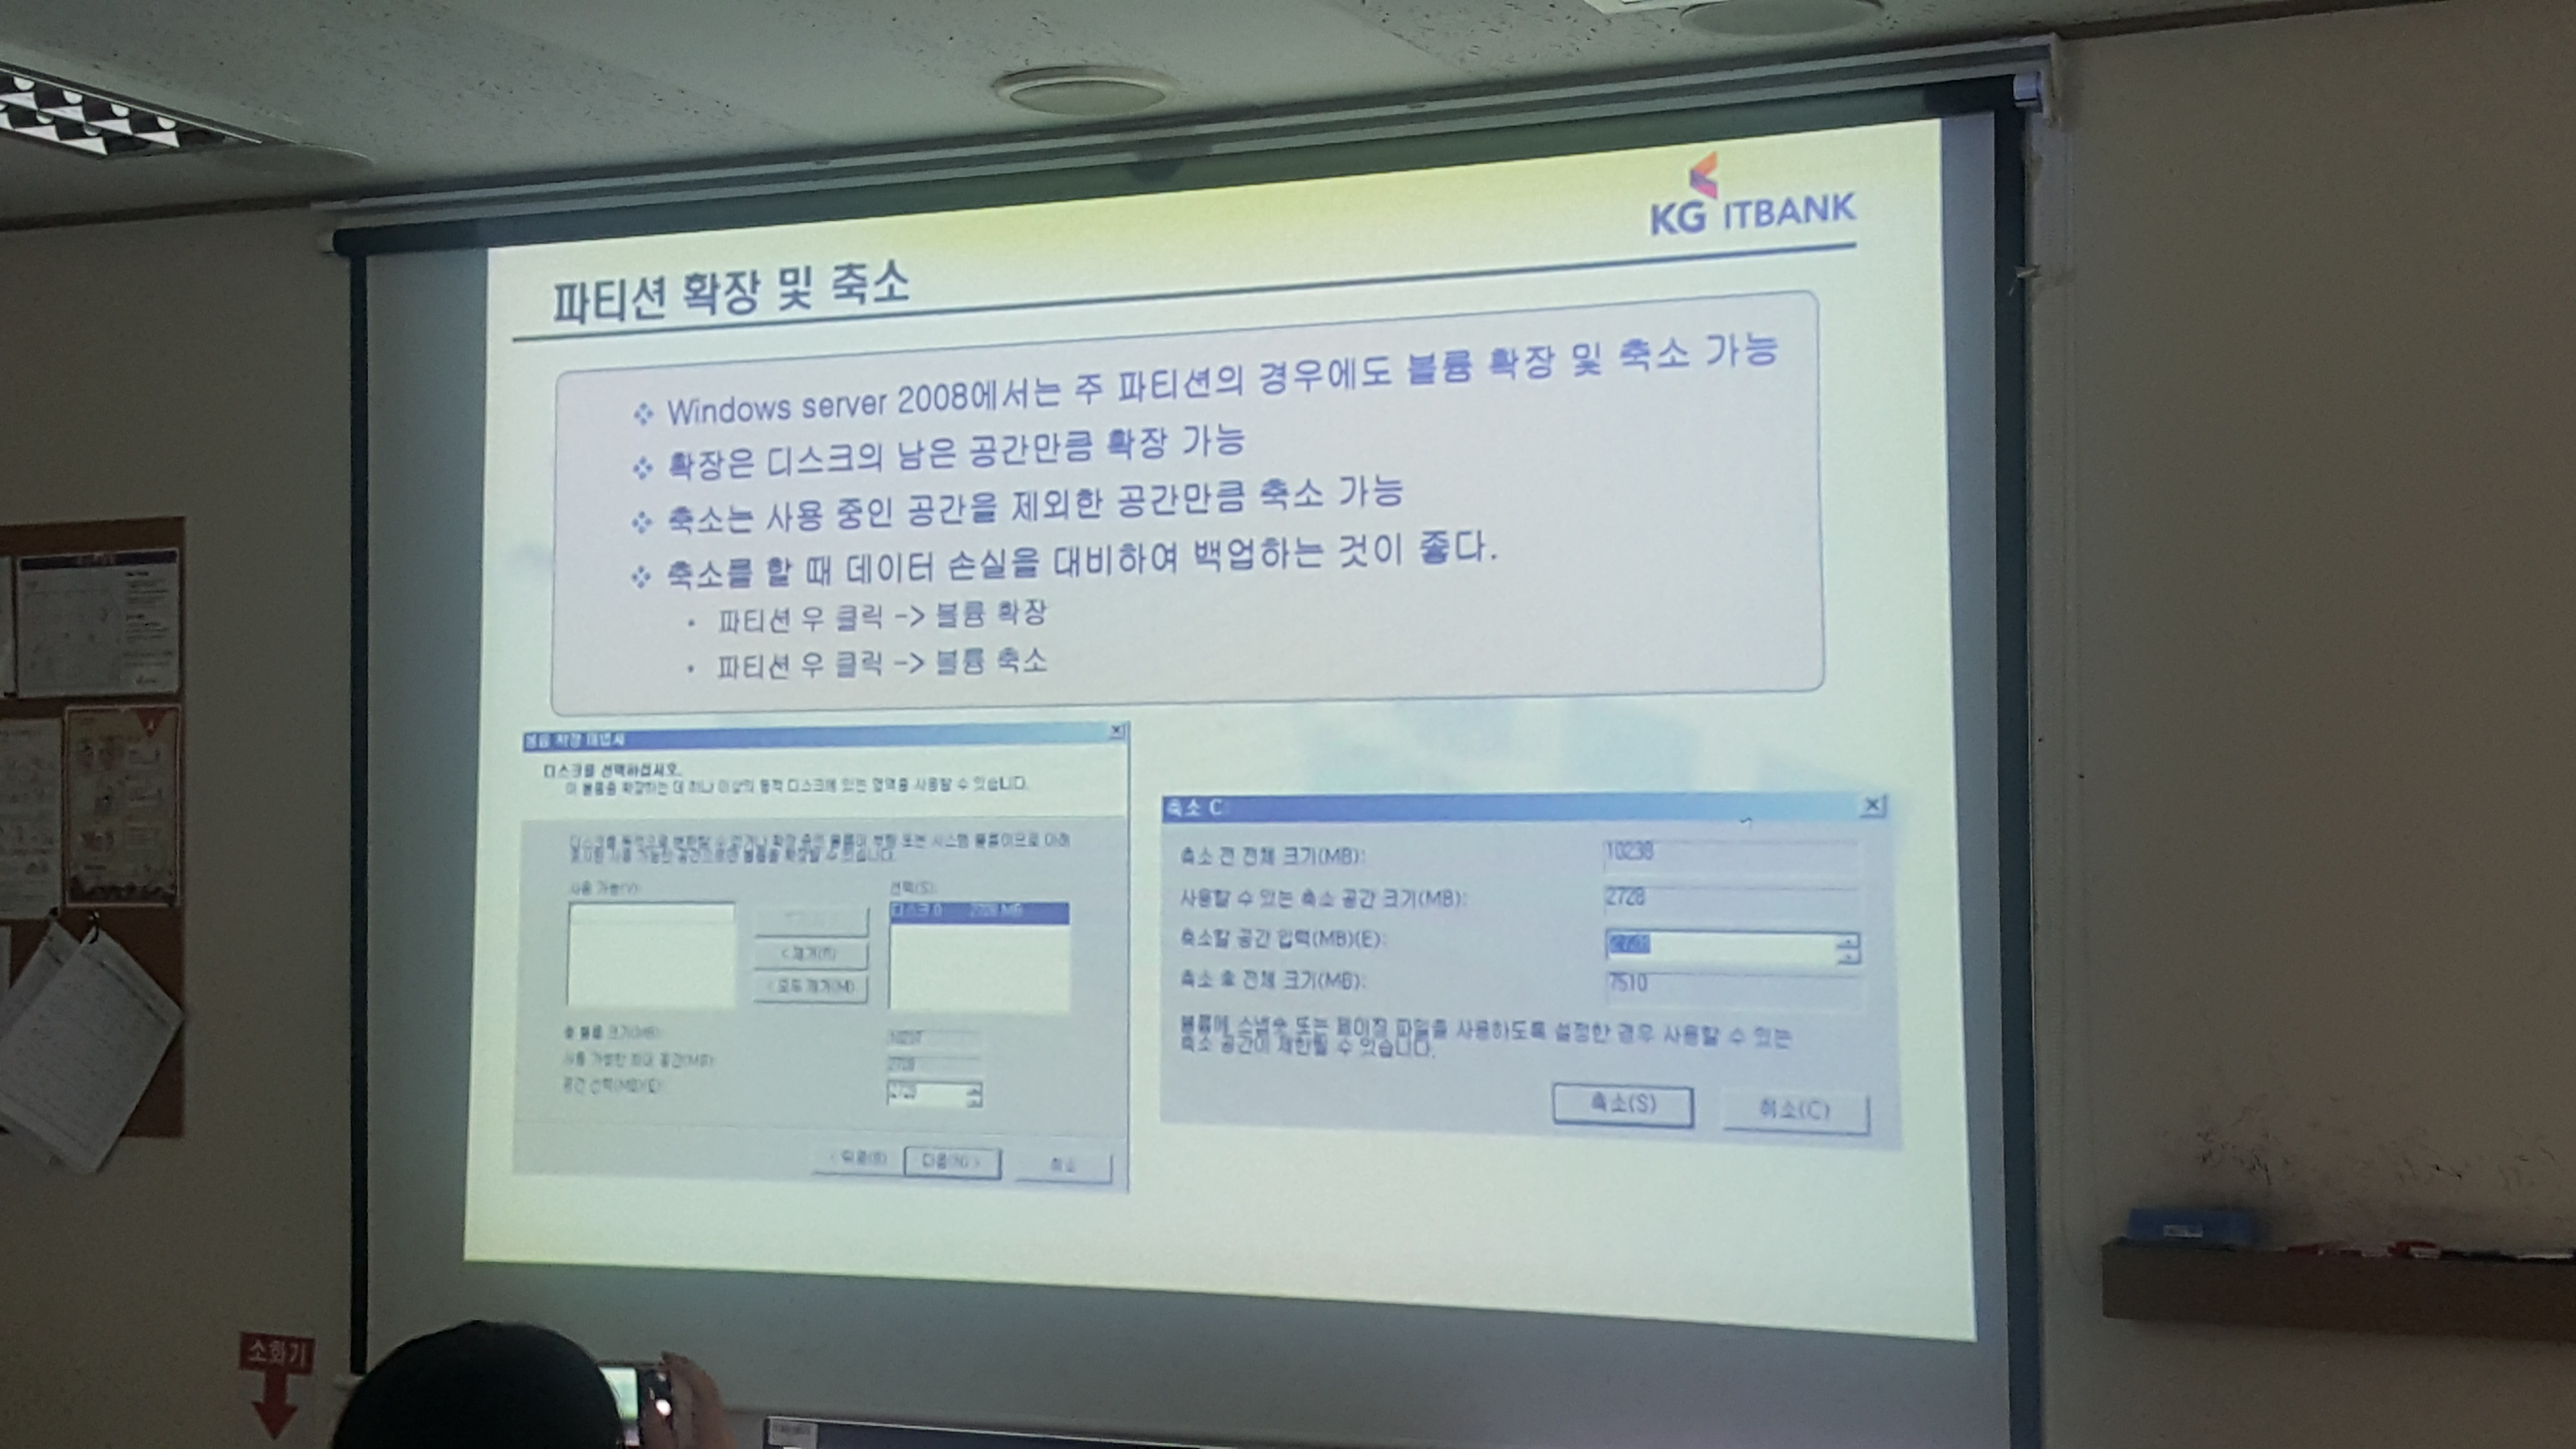 KG ITBANK
파티션 확장 및 축소
❖ Windows server 2008에서는 주 파티션의 경우에도 볼륨 확장 및 축소 가능
❖ 확장은 디스크의 남은 공간만큼 확장 가능
❖ 축소는 사용 중인 공간을 제외한 공간만큼 축소 가능
❖ 축소를 할 때 데이터 손실을 대비하여 백업하는 것이 좋다.
• 파티션 우 클릭 -> 볼륨 확장
• 파티션 우 클릭 -> 볼륨 축소
볼륨 확장 마법사
디스크를 선택하십시오.
이 볼륨을 확장하는 데 하나 이상의 동적 디스크에 있는 영역을 사용할 수 있습니다.
사용 가능(V):
선택(S):
디스크 0 2728 MB
< 제거(R)
< 모두 제거(M)
총 볼륨 크기(MB):
사용 가능한 최대 공간(MB):
2728
공간 선택(MB)(E):
2728
< 뒤로(B)
다음(N) >
취소
축소 C:
축소 전 전체 크기(MB):
10238
사용할 수 있는 축소 공간 크기(MB):
2728
축소할 공간 입력(MB)(E):
축소 후 전체 크기(MB):
7510
볼륨에 스냅숏 또는 페이징 파일을 사용하도록 설정한 경우 사용할 수 있는
축소 공간이 제한될 수 있습니다.
축소(S)
취소(C)
소화기